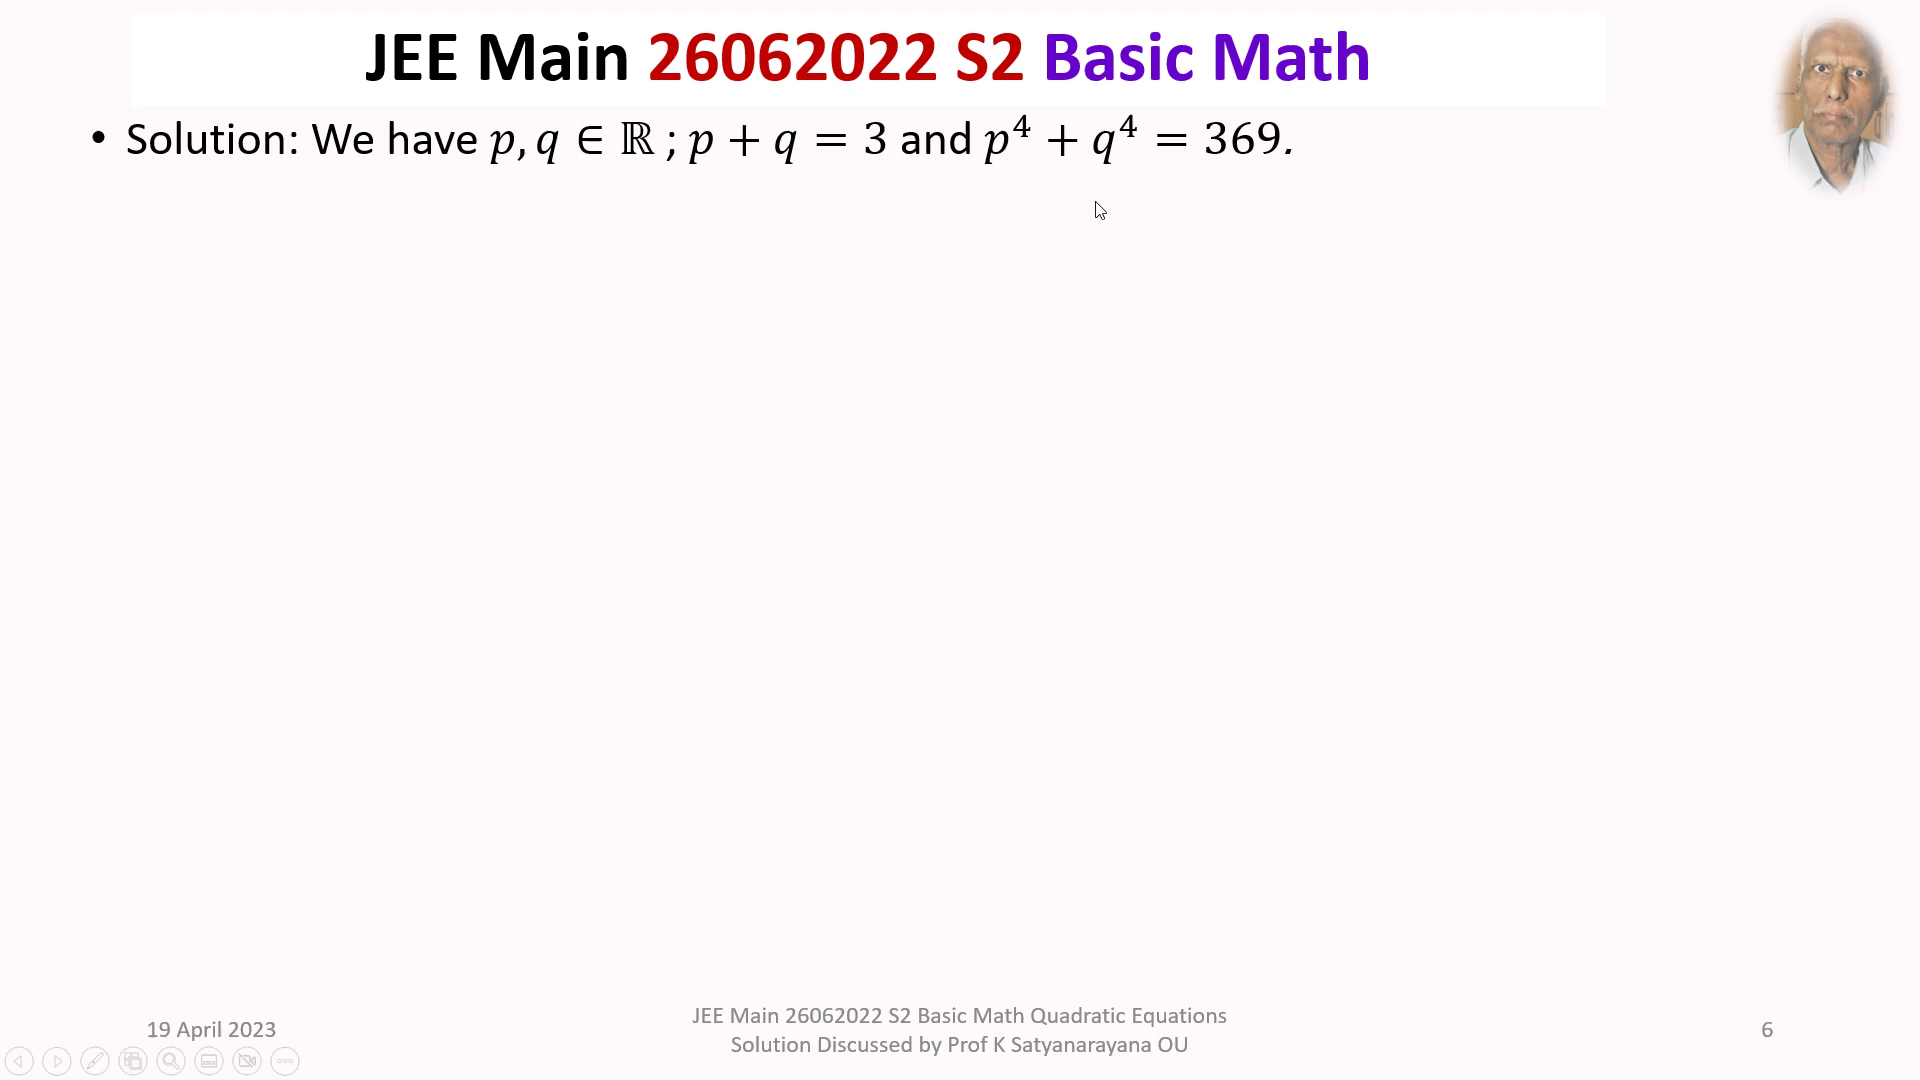 JEE Main 26062022 S2 Basic Math
• Solution: We have p, q ∈ ℝ ; p + q = 3 and p⁴ + q⁴ = 369.
19 April 2023
JEE Main 26062022 S2 Basic Math Quadratic Equations
Solution Discussed by Prof K Satyanarayana OU
6